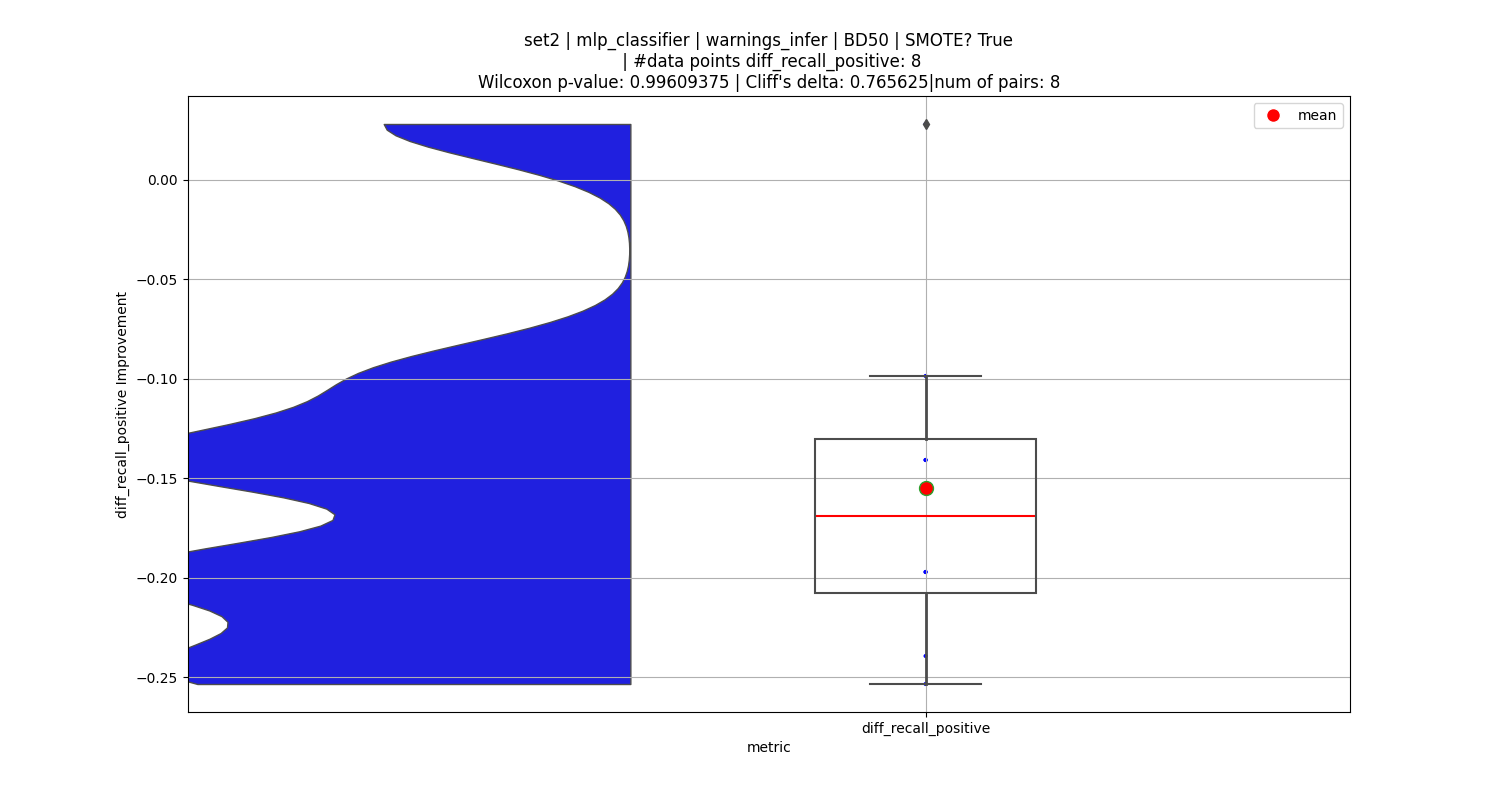 set2 | mlp_classifier | warnings_infer | BD50 | SMOTE? True
| #data points diff_recall_positive: 8
Wilcoxon p-value: 0.99609375 | Cliff's delta: 0.765625|num of pairs: 8
mean
0.00
−0.05
−0.10
−0.15
−0.20
−0.25
diff_recall_positive Improvement
diff_recall_positive
metric